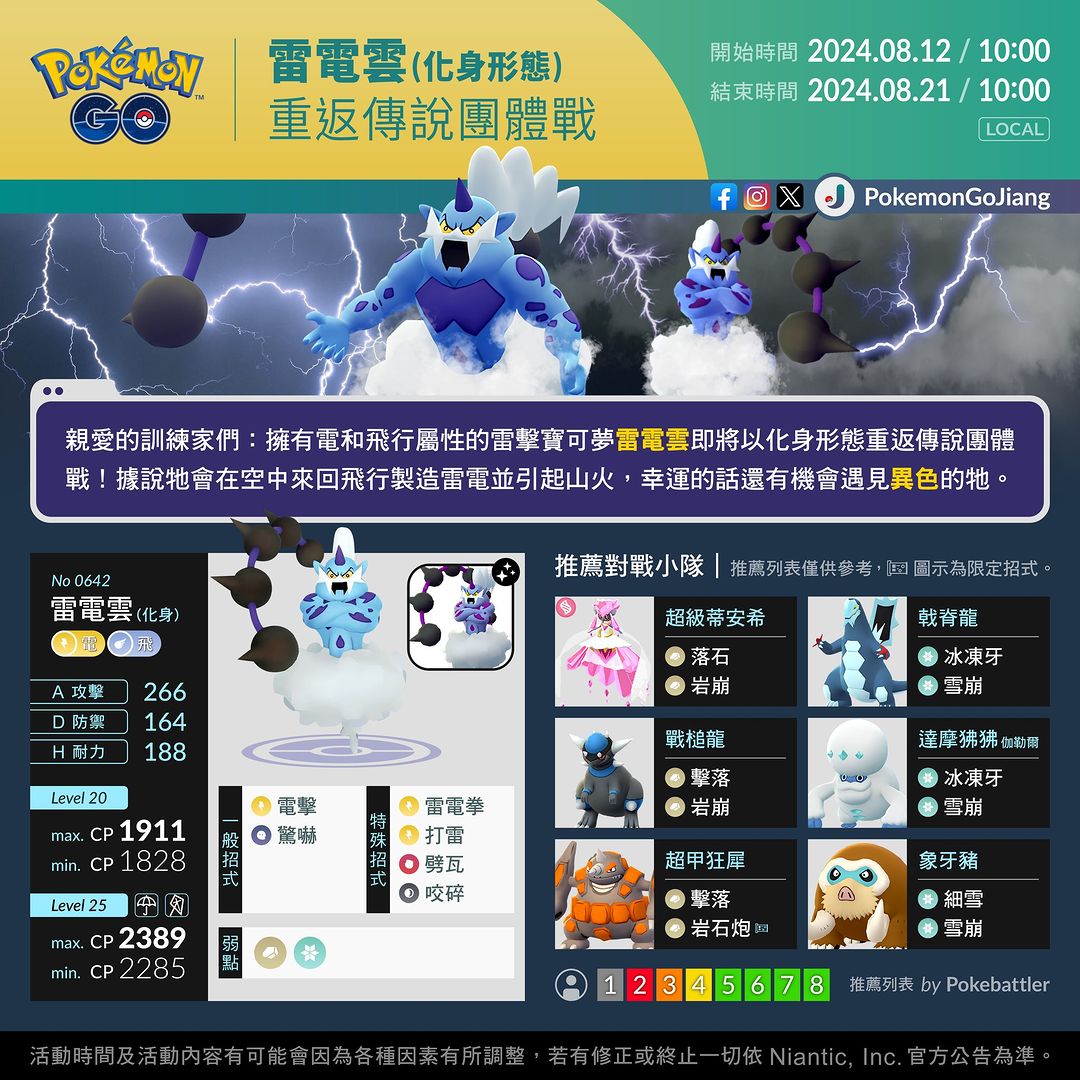 POKÉMON GO
TM
雷電雲(化身形態)
重返傳說團體戰
開始時間 2024.08.12 / 10:00
結束時間 2024.08.21 / 10:00
LOCAL
PokemonGoJiang
親愛的訓練家們：擁有電和飛行屬性的雷擊寶可夢雷電雲即將以化身形態重返傳說團體
戰！據說牠會在空中來回飛行製造雷電並引起山火，幸運的話還有機會遇見異色的牠。
No 0642
雷電雲(化身)
電 飛
A 攻擊 266
D 防禦 164
H 耐力 188
Level 20
max. CP 1911
min. CP 1828
Level 25
max. CP 2389
min. CP 2285
一般招式
電擊
驚嚇
特殊招式
雷電拳
打雷
劈瓦
咬碎
弱點
推薦對戰小隊｜推薦列表僅供參考，圖示為限定招式。
超級蒂安希
落石
岩崩
戟脊龍
冰凍牙
雪崩
戰槌龍
擊落
岩崩
達摩狒狒 伽勒爾
冰凍牙
雪崩
超甲狂犀
擊落
岩石炮
象牙豬
細雪
雪崩
1 2 3 4 5 6 7 8
推薦列表 by Pokebattler
活動時間及活動內容有可能會因為各種因素有所調整，若有修正或終止一切依 Niantic, Inc. 官方公告為準。